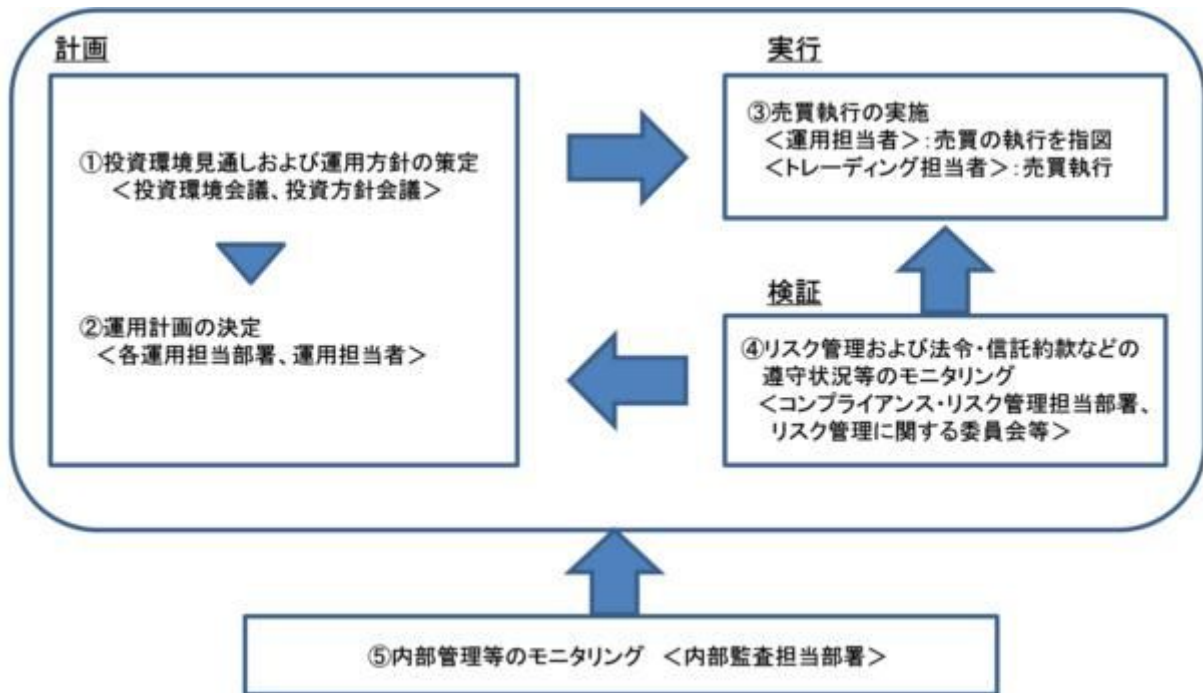 計画
①投資環境見通しおよび運用方針の策定
＜投資環境会議、投資方針会議＞
②運用計画の決定
＜各運用担当部署、運用担当者＞
実行
③売買執行の実施
＜運用担当者＞：売買の執行を指図
＜トレーディング担当者＞：売買執行
検証
④リスク管理および法令・信託約款などの
遵守状況等のモニタリング
＜コンプライアンス・リスク管理担当部署、
リスク管理に関する委員会等＞
⑤内部管理等のモニタリング ＜内部監査担当部署＞